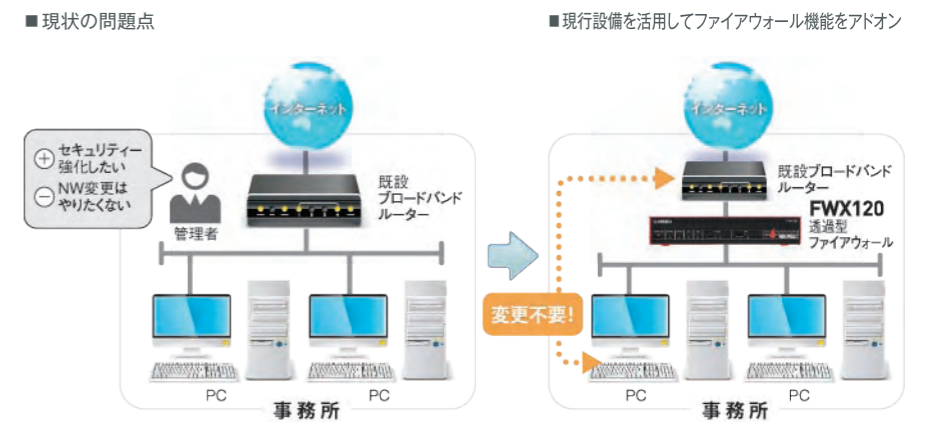 ■現状の問題点
インターネット
＋ セキュリティー
強化したい
－ NW変更は
やりたくない
管理者
既設
ブロードバンド
ルーター
PC
PC
事務所
変更不要!
■現行設備を活用してファイアウォール機能をアドオン
インターネット
既設ブロードバンド
ルーター
FWX120
透過型
ファイアウォール
PC
PC
事務所